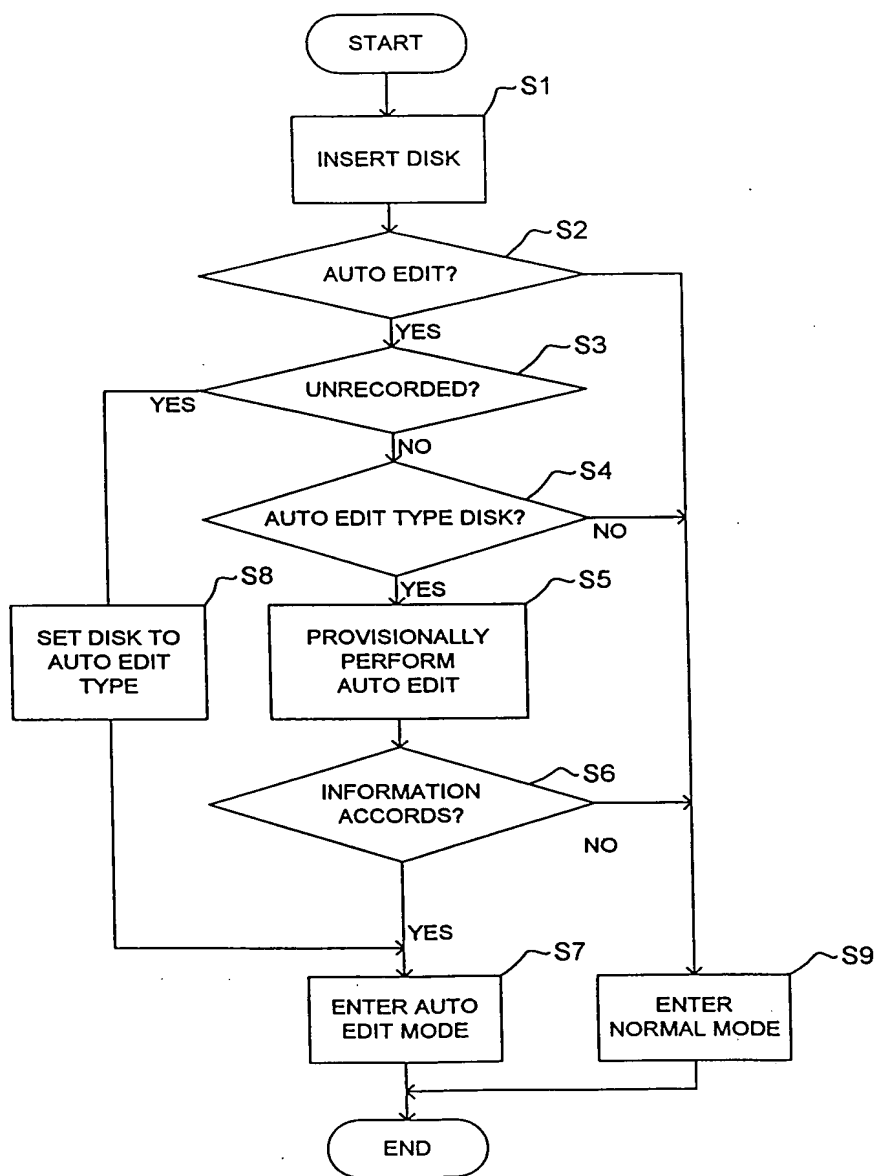 START
S1
INSERT DISK
S2
AUTO EDIT?
YES
S3
UNRECORDED?
YES
NO
S4
AUTO EDIT TYPE DISK?
NO
YES
S8
S5
SET DISK TO
AUTO EDIT
TYPE
PROVISIONALLY
PERFORM
AUTO EDIT
S6
INFORMATION
ACCORDS?
NO
YES
S7
S9
ENTER AUTO
EDIT MODE
ENTER
NORMAL MODE
END